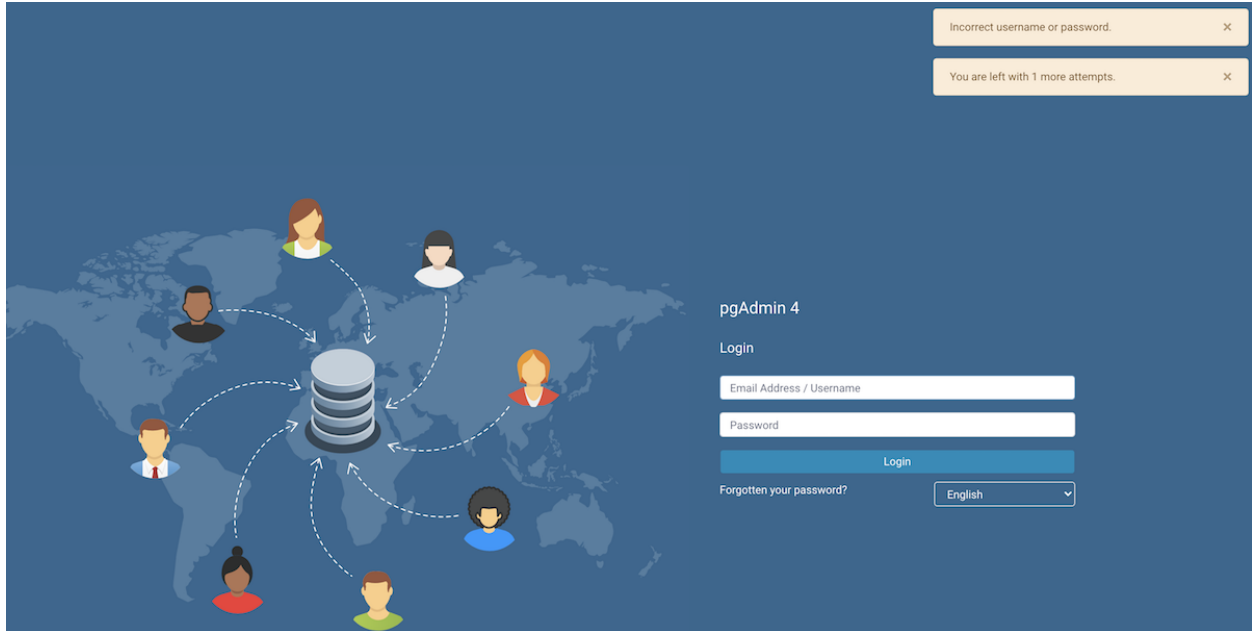 Incorrect username or password. ×
You are left with 1 more attempts. ×
pgAdmin 4
Login
Email Address / Username
Password
Login
Forgotten your password?
English